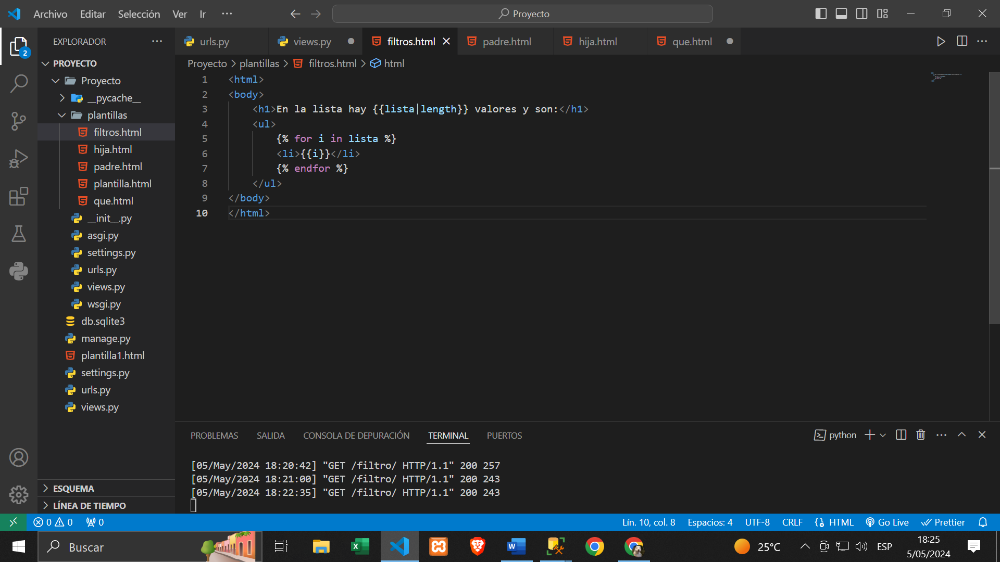 Archivo Editar Selección Ver Ir ··· Proyecto
EXPLORADOR ···
2
PROYECTO
Proyecto
__pycache__
plantillas
filtros.html
hija.html
padre.html
plantilla.html
que.html
__init__.py
asgi.py
settings.py
urls.py
views.py
wsgi.py
db.sqlite3
manage.py
plantilla1.html
settings.py
urls.py
views.py
ESQUEMA
LÍNEA DE TIEMPO
urls.py views.py filtros.html padre.html hija.html que.html
Proyecto > plantillas > filtros.html > html
1 <html>
2 <body>
3 <h1>En la lista hay {{lista|length}} valores y son:</h1>
4 <ul>
5 {% for i in lista %}
6 <li>{{i}}</li>
7 {% endfor %}
8 </ul>
9 </body>
10 </html>
PROBLEMAS SALIDA CONSOLA DE DEPURACIÓN TERMINAL PUERTOS python
[05/May/2024 18:20:42] "GET /filtro/ HTTP/1.1" 200 257
[05/May/2024 18:21:00] "GET /filtro/ HTTP/1.1" 200 243
[05/May/2024 18:22:35] "GET /filtro/ HTTP/1.1" 200 243
0 0 0 Lín. 10, col. 8 Espacios: 4 UTF-8 CRLF HTML Go Live Prettier
Buscar 25°C ESP 18:25
5/05/2024